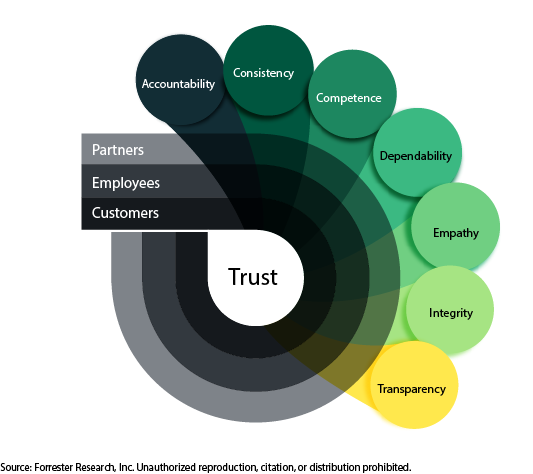 Accountability
Consistency
Competence
Dependability
Empathy
Integrity
Transparency
Partners
Employees
Customers
Trust
Source: Forrester Research, Inc. Unauthorized reproduction, citation, or distribution prohibited.